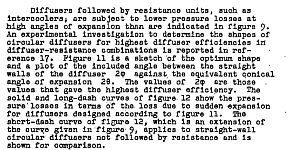 Diffusers followed by resistance units, such as
intercoolers, are subject to lower pressure losses at
high angles of expansion than are indicated in figure 9.
An experimental investigation to determine the shapes of
circular diffusers for highest diffuser efficiencies in
diffuser-resistance combinations is reported in ref-
erence 17. Figure 11 is a sketch of the optimum shape
and a plot of the included angle between the straight
walls of the diffuser 2φ against the equivalent conical
angle of expansion 2θ. The values of 2φ are those
values that gave the highest diffuser efficiency. The
solid and long-dash curves of figure 12 show the pres-
sure losses in terms of the loss due to sudden expansion
for diffusers designed according to figure 11. The
short-dash curve of figure 12, which is an extension of
the curve given in figure 9, applies to straight-wall
circular diffusers not followed by resistance and is
shown for comparison.